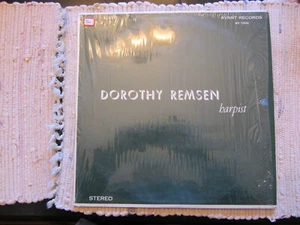 AVANT RECORDS
DOROTHY REMSEN
harpist
STEREO